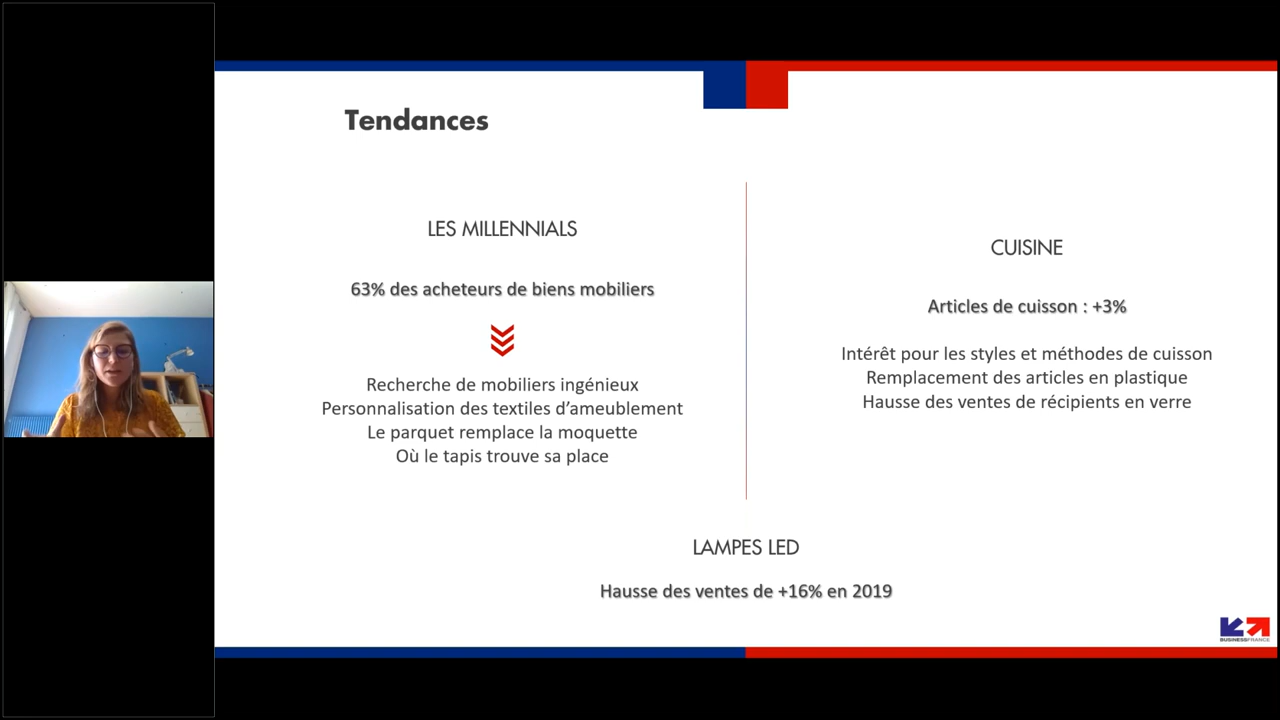 Tendances
LES MILLENNIALS
63% des acheteurs de biens mobiliers
Recherche de mobiliers ingénieux
Personnalisation des textiles d'ameublement
Le parquet remplace la moquette
Où le tapis trouve sa place
CUISINE
Articles de cuisson : +3%
Intérêt pour les styles et méthodes de cuisson
Remplacement des articles en plastique
Hausse des ventes de récipients en verre
LAMPES LED
Hausse des ventes de +16% en 2019
BUSINESSFRANCE